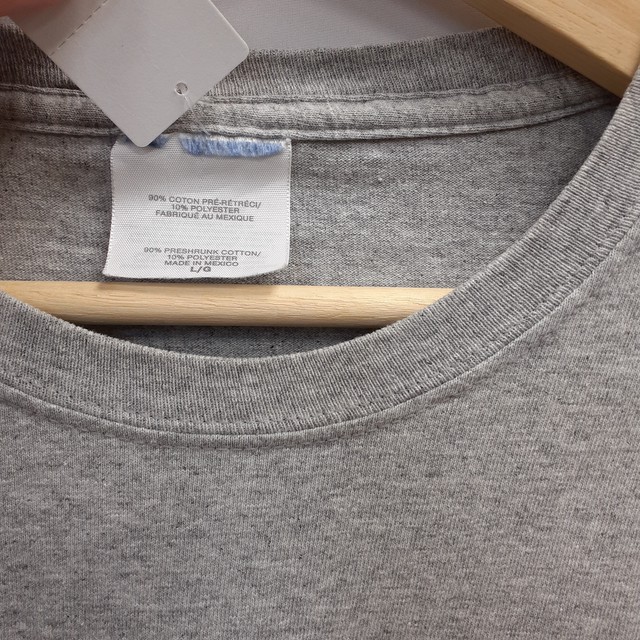 90% COTON PRÉ-RÉTRÉCI/
10% POLYESTER
FABRIQUÉ AU MEXIQUE
90% PRESHRUNK COTTON/
10% POLYESTER
MADE IN MEXICO
L/G